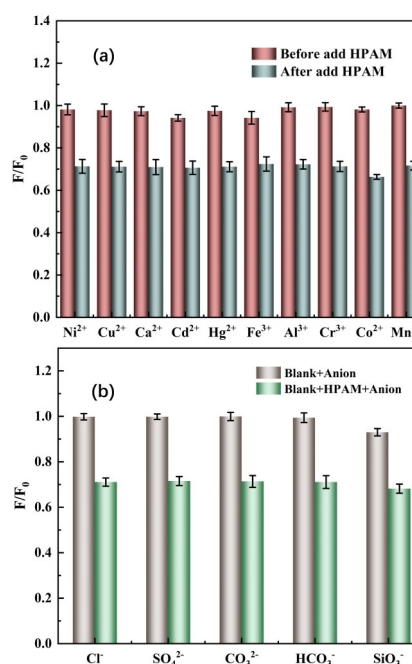 (a)
Before add HPAM
After add HPAM
F/F₀
1.4
1.2
1.0
0.8
0.6
0.4
0.2
0.0
Ni²⁺ Cu²⁺ Ca²⁺ Cd²⁺ Hg²⁺ Fe³⁺ Al³⁺ Cr³⁺ Co²⁺ Mn
(b)
Blank+Anion
Blank+HPAM+Anion
F/F₀
1.2
1.0
0.8
0.6
0.4
0.2
0.0
Cl⁻ SO₄²⁻ CO₃²⁻ HCO₃⁻ SiO₃⁻